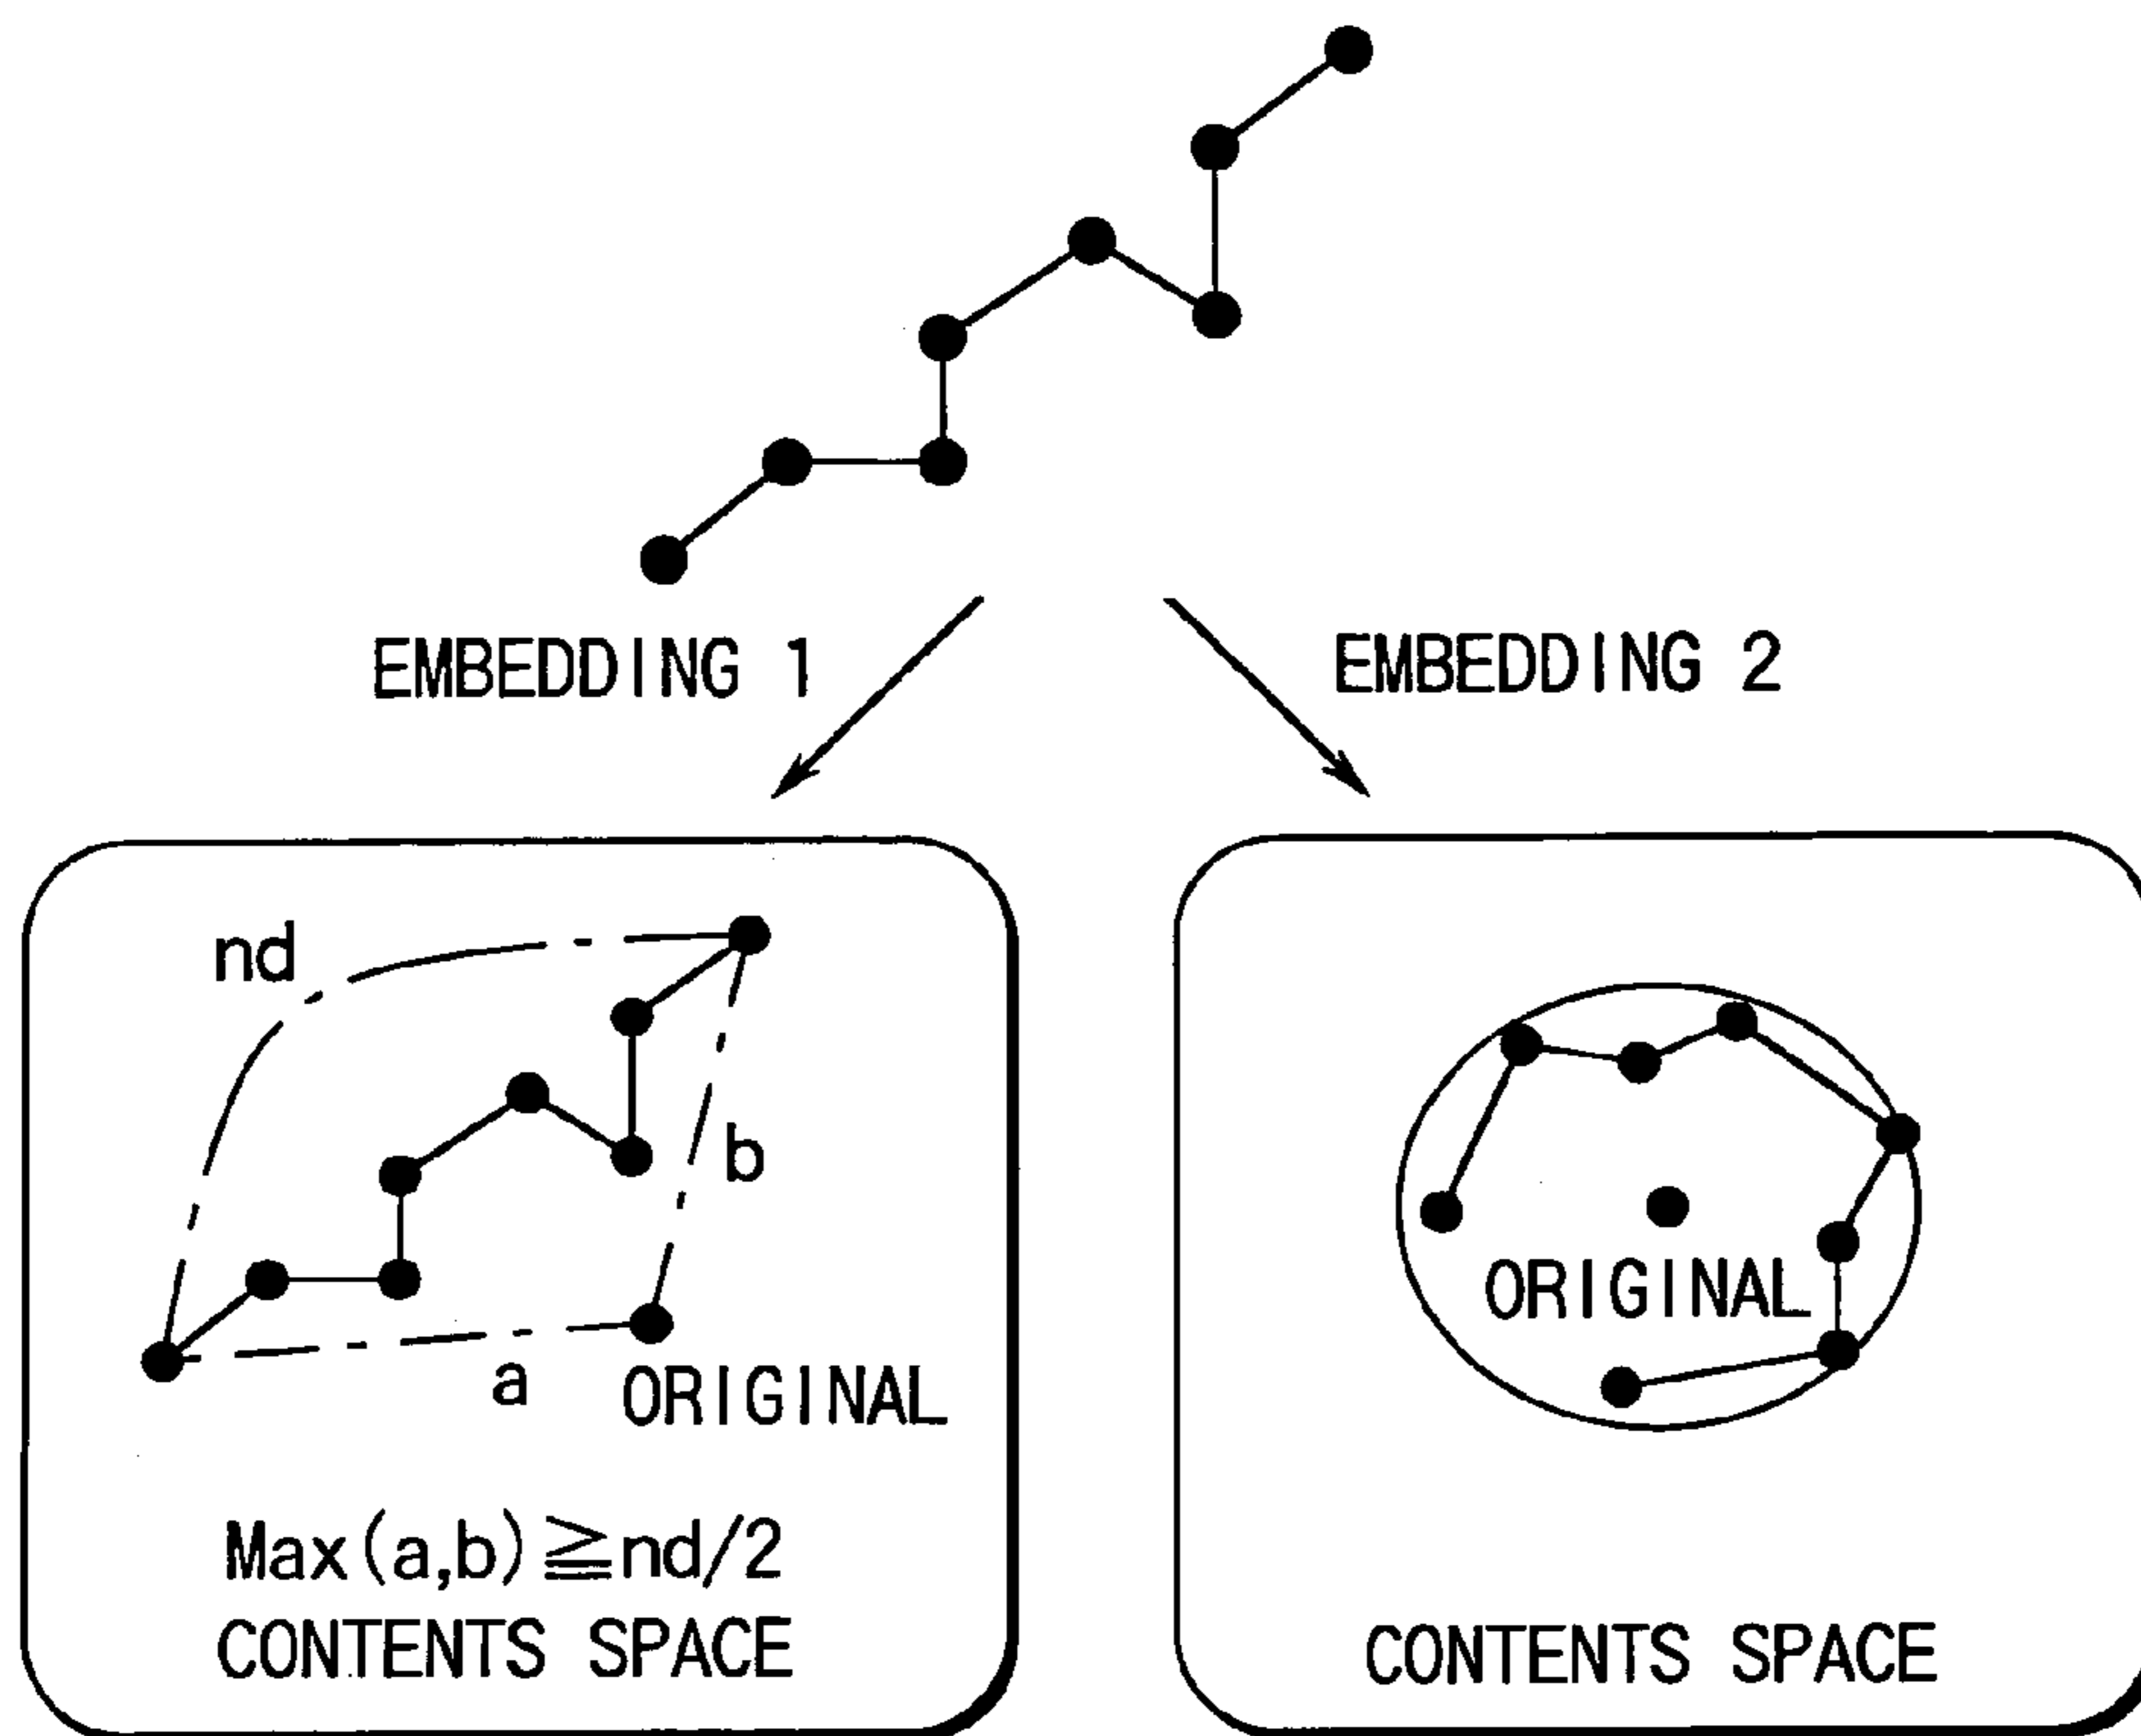 EMBEDDING 1
EMBEDDING 2
nd
b
a
ORIGINAL
Max(a,b)≧nd/2
CONTENTS SPACE
ORIGINAL
CONTENTS SPACE